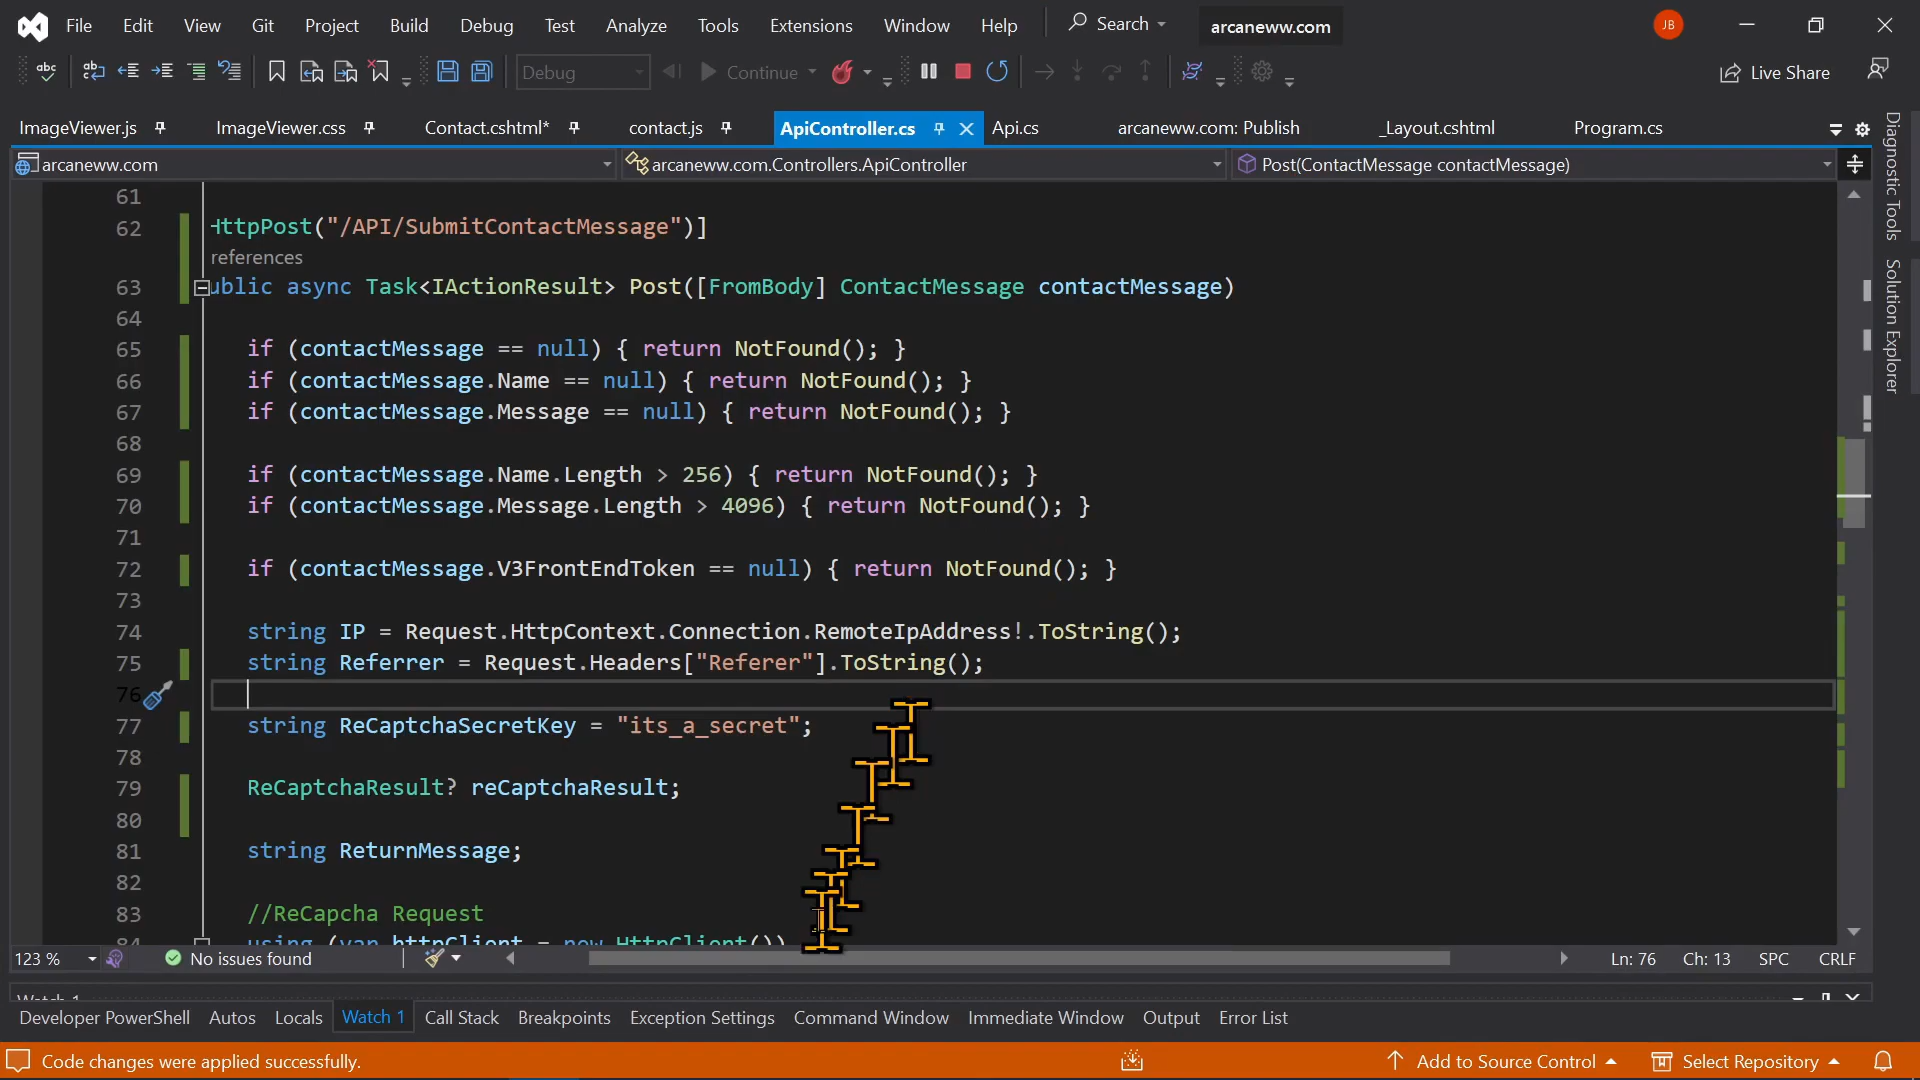 File Edit View Git Project Build Debug Test Analyze Tools Extensions Window Help Search arcaneww.com JB
abc Debug Continue Live Share
ImageViewer.js ImageViewer.css Contact.cshtml* contact.js ApiController.cs Api.cs arcaneww.com: Publish _Layout.cshtml Program.cs
arcaneww.com arcaneww.com.Controllers.ApiController Post(ContactMessage contactMessage)
Diagnostic Tools
Solution Explorer
61
62 HttpPost("/API/SubmitContactMessage")]
references
63 ublic async Task<IActionResult> Post([FromBody] ContactMessage contactMessage)
64
65 if (contactMessage == null) { return NotFound(); }
66 if (contactMessage.Name == null) { return NotFound(); }
67 if (contactMessage.Message == null) { return NotFound(); }
68
69 if (contactMessage.Name.Length > 256) { return NotFound(); }
70 if (contactMessage.Message.Length > 4096) { return NotFound(); }
71
72 if (contactMessage.V3FrontEndToken == null) { return NotFound(); }
73
74 string IP = Request.HttpContext.Connection.RemoteIpAddress!.ToString();
75 string Referrer = Request.Headers["Referer"].ToString();
76
77 string ReCaptchaSecretKey = "its_a_secret";
78
79 ReCaptchaResult? reCaptchaResult;
80
81 string ReturnMessage;
82
83 //ReCapcha Request
84 using (var httpClient = new HttpClient())
123 % No issues found Ln: 76 Ch: 13 SPC CRLF
Watch 1
Developer PowerShell Autos Locals Watch 1 Call Stack Breakpoints Exception Settings Command Window Immediate Window Output Error List
Code changes were applied successfully. Add to Source Control Select Repository